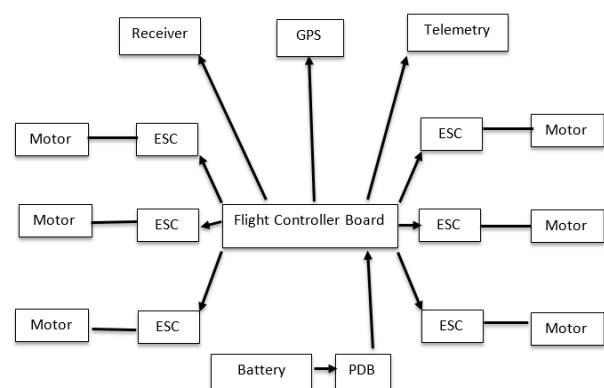 Receiver
GPS
Telemetry
Motor
ESC
ESC
Motor
Motor
ESC
Flight Controller Board
ESC
Motor
Motor
ESC
ESC
Motor
Battery
PDB